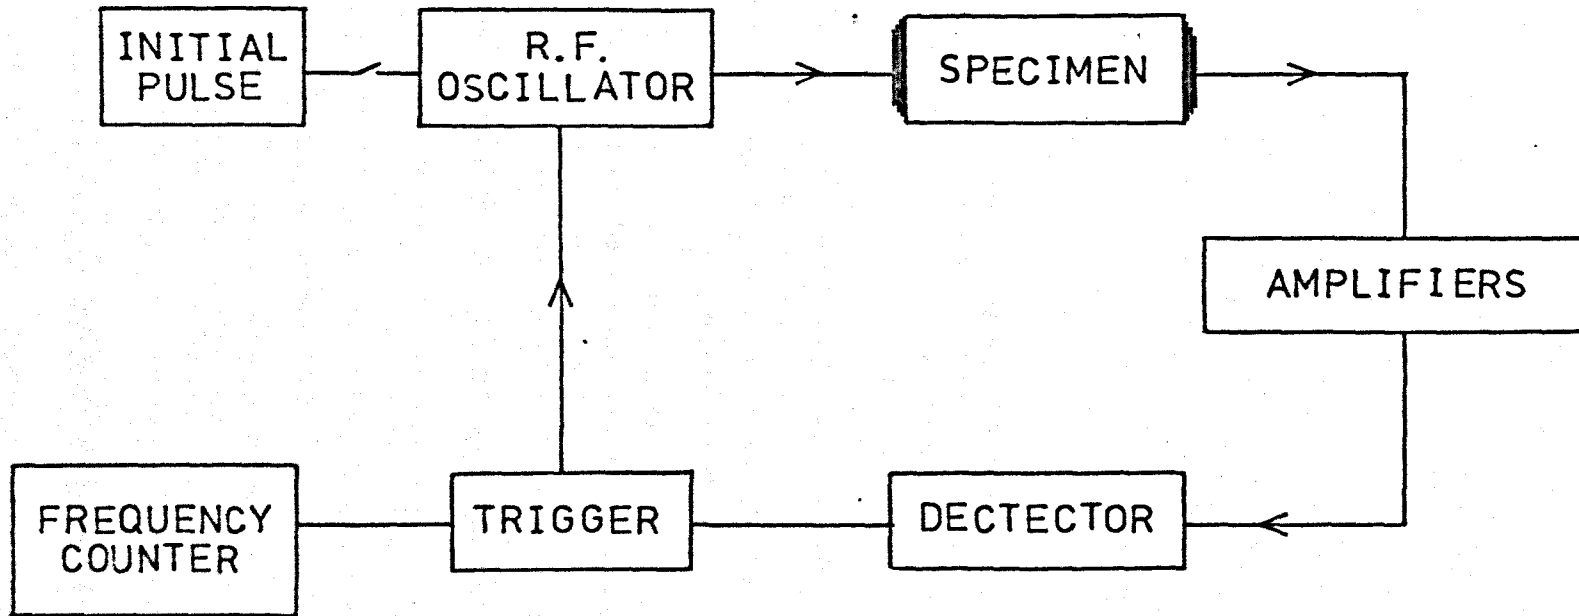 INITIAL
PULSE
R.F.
OSCILLATOR
SPECIMEN
AMPLIFIERS
FREQUENCY
COUNTER
TRIGGER
DECTECTOR